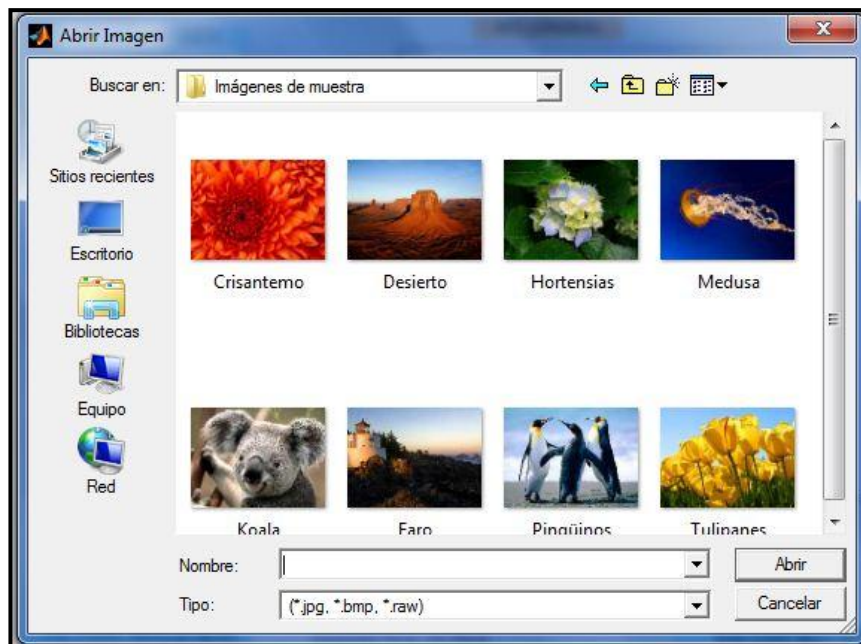 Abrir Imagen
Buscar en: Imágenes de muestra
Sitios recientes
Escritorio
Bibliotecas
Equipo
Red
Crisantemo Desierto Hortensias Medusa
Koala Faro Pingüinos Tulipanes
Nombre: Abrir
Tipo: (*.jpg, *.bmp, *.raw) Cancelar